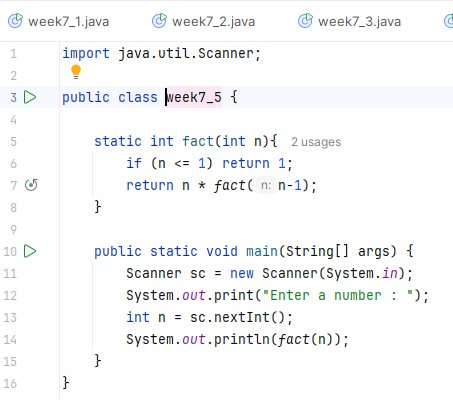 week7_1.java week7_2.java week7_3.java
1 import java.util.Scanner;
2
3 public class week7_5 {
4
5 static int fact(int n){ 2 usages
6 if (n <= 1) return 1;
7 return n * fact( n: n-1);
8 }
9
10 public static void main(String[] args) {
11 Scanner sc = new Scanner(System.in);
12 System.out.print("Enter a number : ");
13 int n = sc.nextInt();
14 System.out.println(fact(n));
15 }
16 }